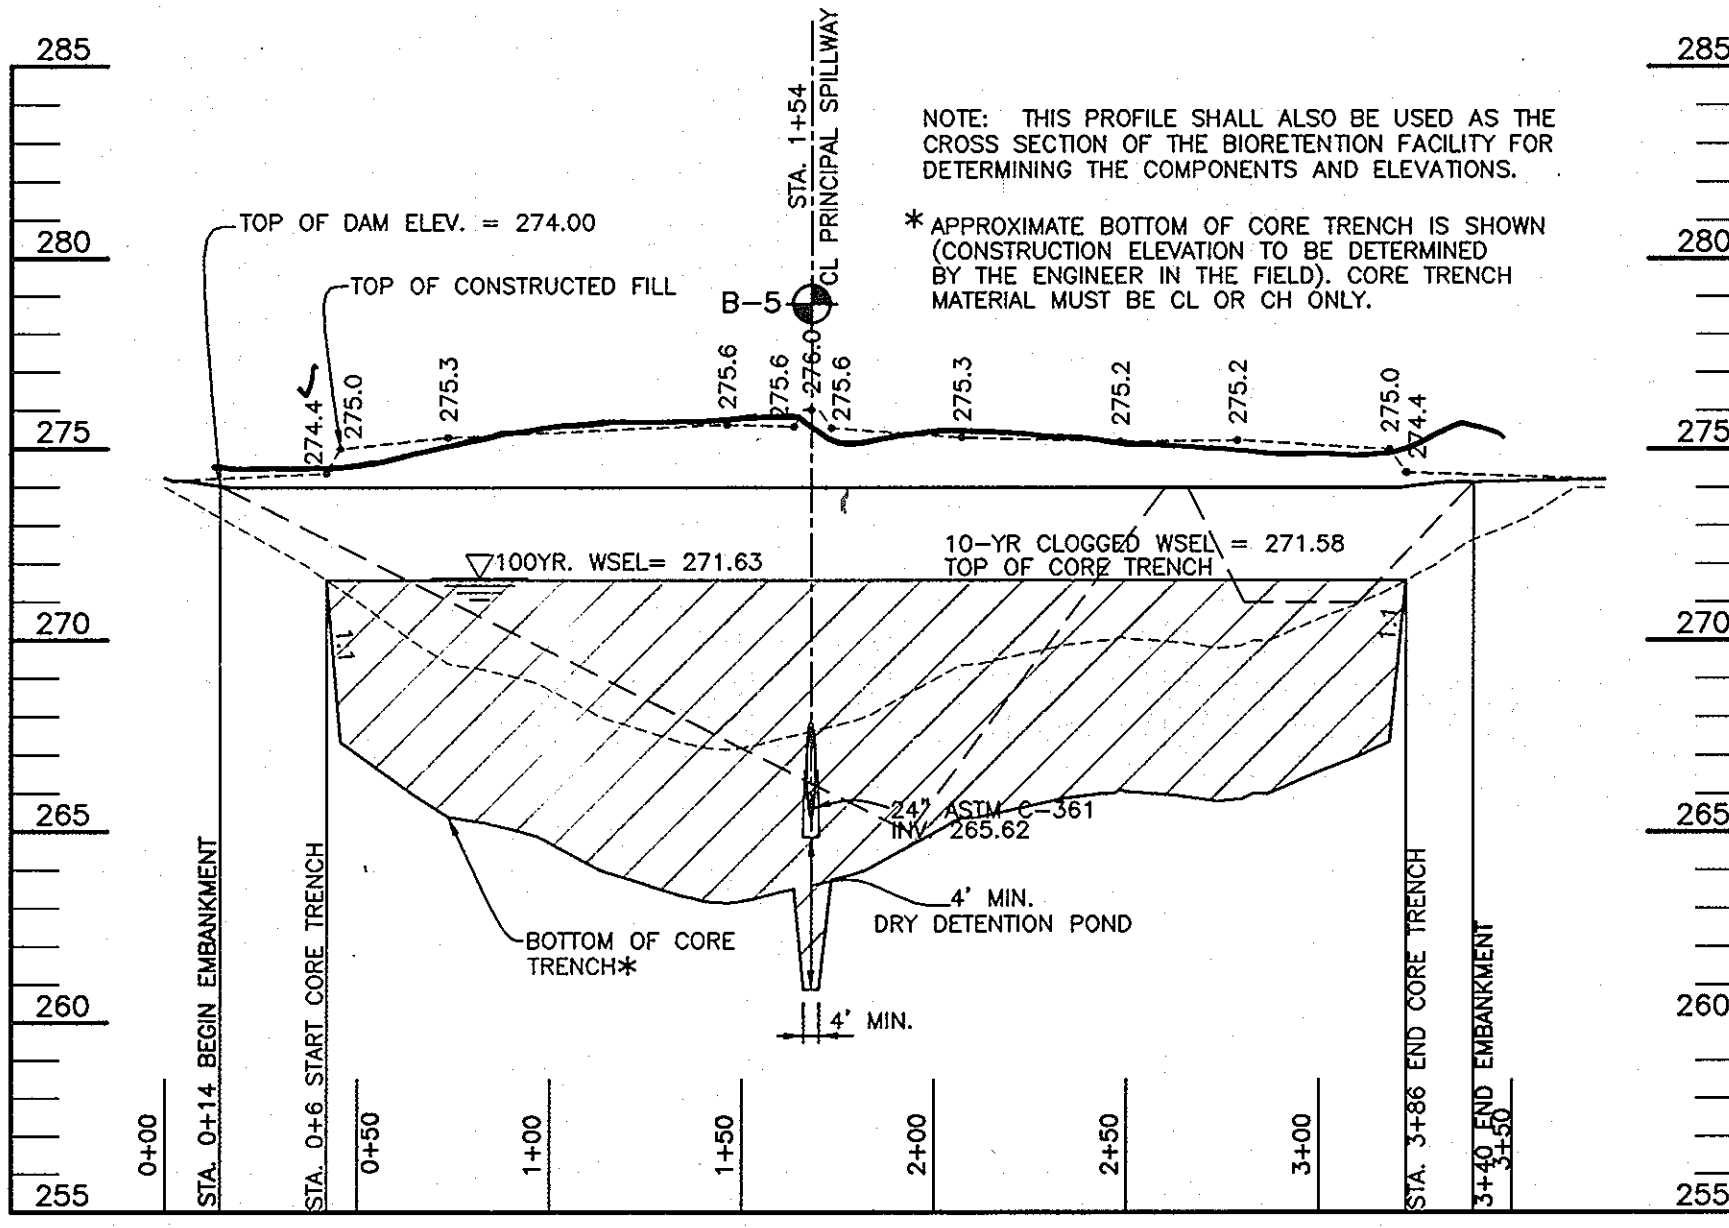 285
280
275
270
265
260
255
TOP OF DAM ELEV. = 274.00
TOP OF CONSTRUCTED FILL
STA. 1+54
CL PRINCIPAL SPILLWAY
B-5
NOTE: THIS PROFILE SHALL ALSO BE USED AS THE
CROSS SECTION OF THE BIORETENTION FACILITY FOR
DETERMINING THE COMPONENTS AND ELEVATIONS.
* APPROXIMATE BOTTOM OF CORE TRENCH IS SHOWN
(CONSTRUCTION ELEVATION TO BE DETERMINED
BY THE ENGINEER IN THE FIELD). CORE TRENCH
MATERIAL MUST BE CL OR CH ONLY.
274.4
275.0
275.3
275.6
275.6
276.0
275.6
275.3
275.2
275.2
275.0
274.4
100YR. WSEL= 271.63
10-YR CLOGGED WSEL = 271.58
TOP OF CORE TRENCH
1:1
1:1
24" ASTM C-361
INV 265.62
4' MIN.
DRY DETENTION POND
BOTTOM OF CORE
TRENCH*
4' MIN.
STA. 0+14 BEGIN EMBANKMENT
STA. 0+6 START CORE TRENCH
STA. 3+86 END CORE TRENCH
3+40 END EMBANKMENT
0+00
0+50
1+00
1+50
2+00
2+50
3+00
3+50
285
280
275
270
265
260
255